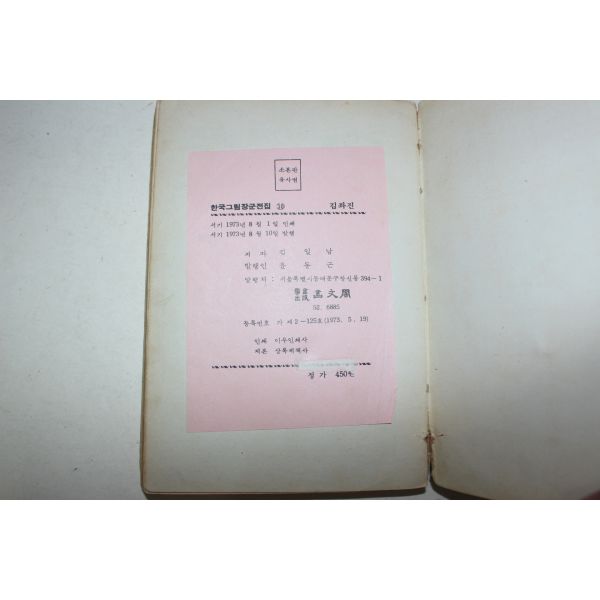 한국그림장군전집 10 김좌진
서기 1973년 8 월 1 일 인쇄
서기 1973년 8 월 10일 발행
저 자 김 일 남
발행인 윤 동 근
발행처 : 서울특별시동대문구창신동 394~1
文閣
52. 6885
등록번호 가 제 2—125호 (1973. 5. 19)
인쇄 이우인쇄사
제본 삼육제책사
정 가 450원